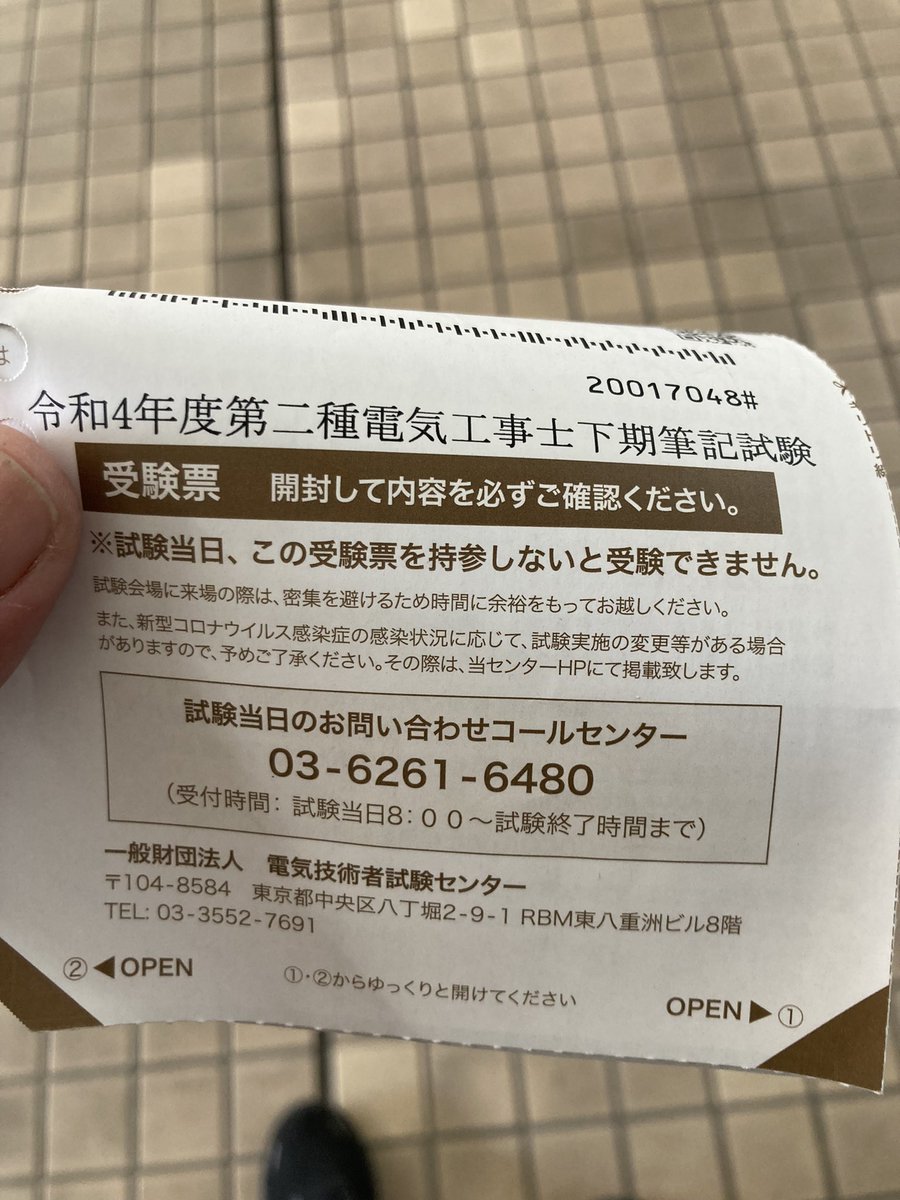 は
20017048#
令和4年度第二種電気工事士下期筆記試験
受験票　開封して内容を必ずご確認ください。
※試験当日、この受験票を持参しないと受験できません。
試験会場に来場の際は、密集を避けるため時間に余裕をもってお越しください。
また、新型コロナウイルス感染症の感染状況に応じて、試験実施の変更等がある場合
がありますので、予めご了承ください。その際は、当センターHPにて掲載致します。
試験当日のお問い合わせコールセンター
03-6261-6480
（受付時間：試験当日8：００～試験終了時間まで）
一般財団法人　電気技術者試験センター
〒104-8584　東京都中央区八丁堀2-9-1 RBM東八重洲ビル8階
TEL: 03-3552-7691
②◀OPEN
①・②からゆっくりと開けてください
OPEN▶①